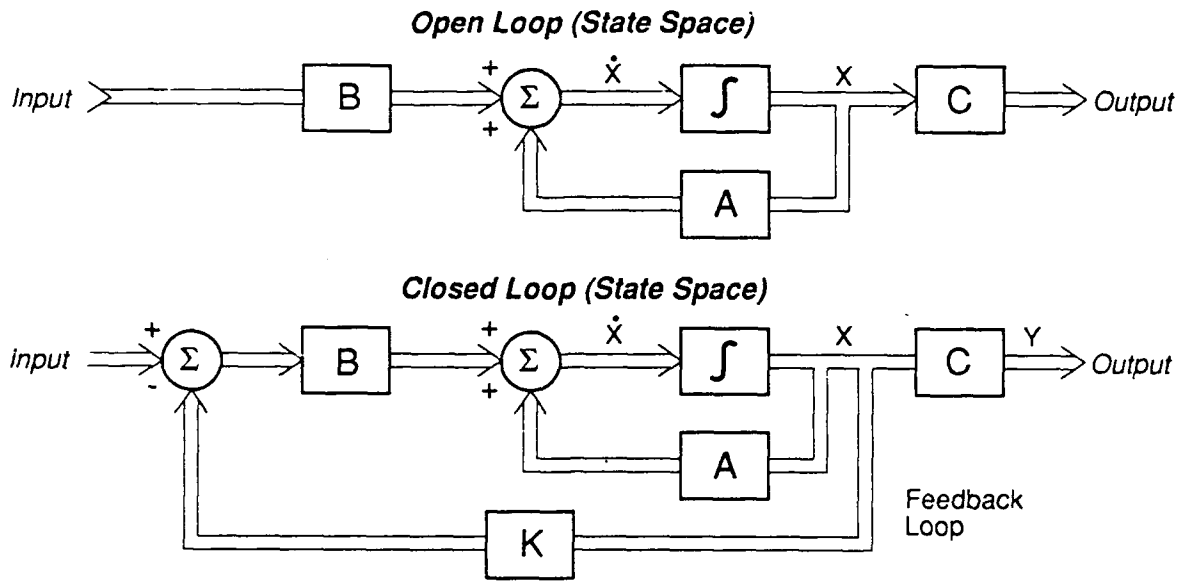 Open Loop (State Space)
Input + B + Σ Ẋ ∫ X C Output
A
Closed Loop (State Space)
Input + - Σ B + + Σ Ẋ ∫ X C Y Output
A
Feedback
Loop
K